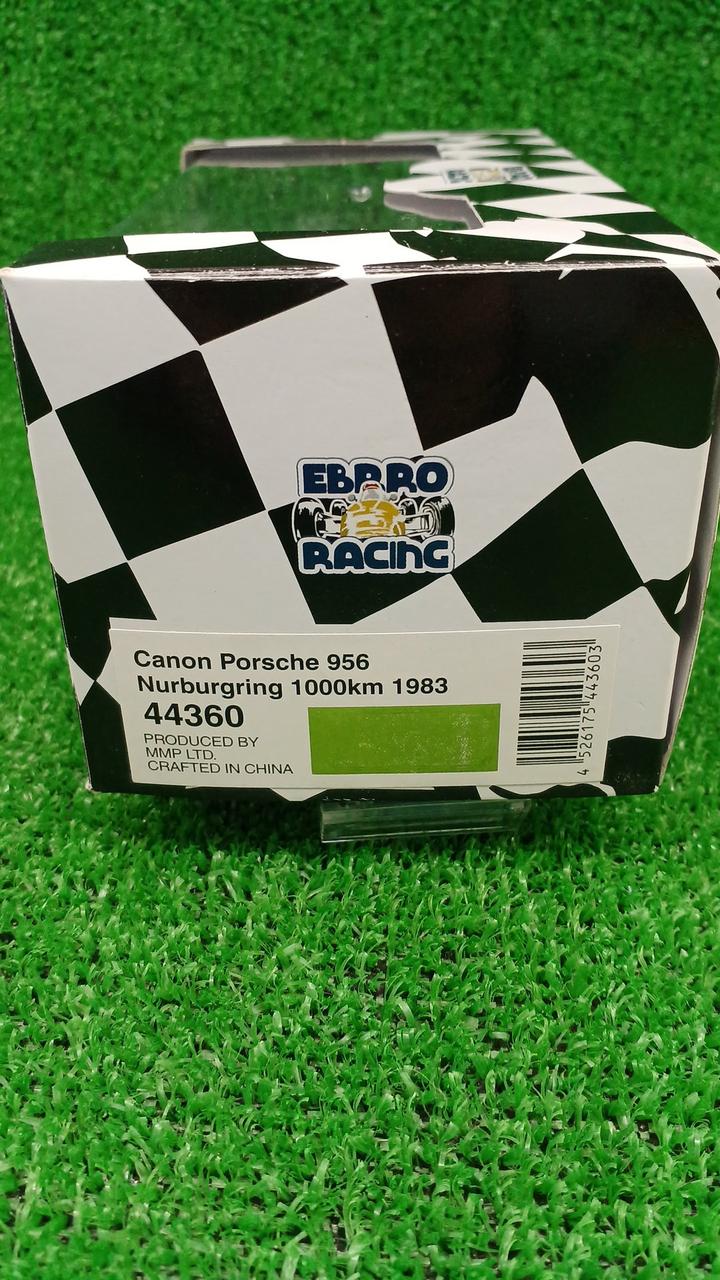 EBBRO
RACING
Canon Porsche 956
Nurburgring 1000km 1983
44360
PRODUCED BY
MMP LTD.
CRAFTED IN CHINA
4 526175 443603